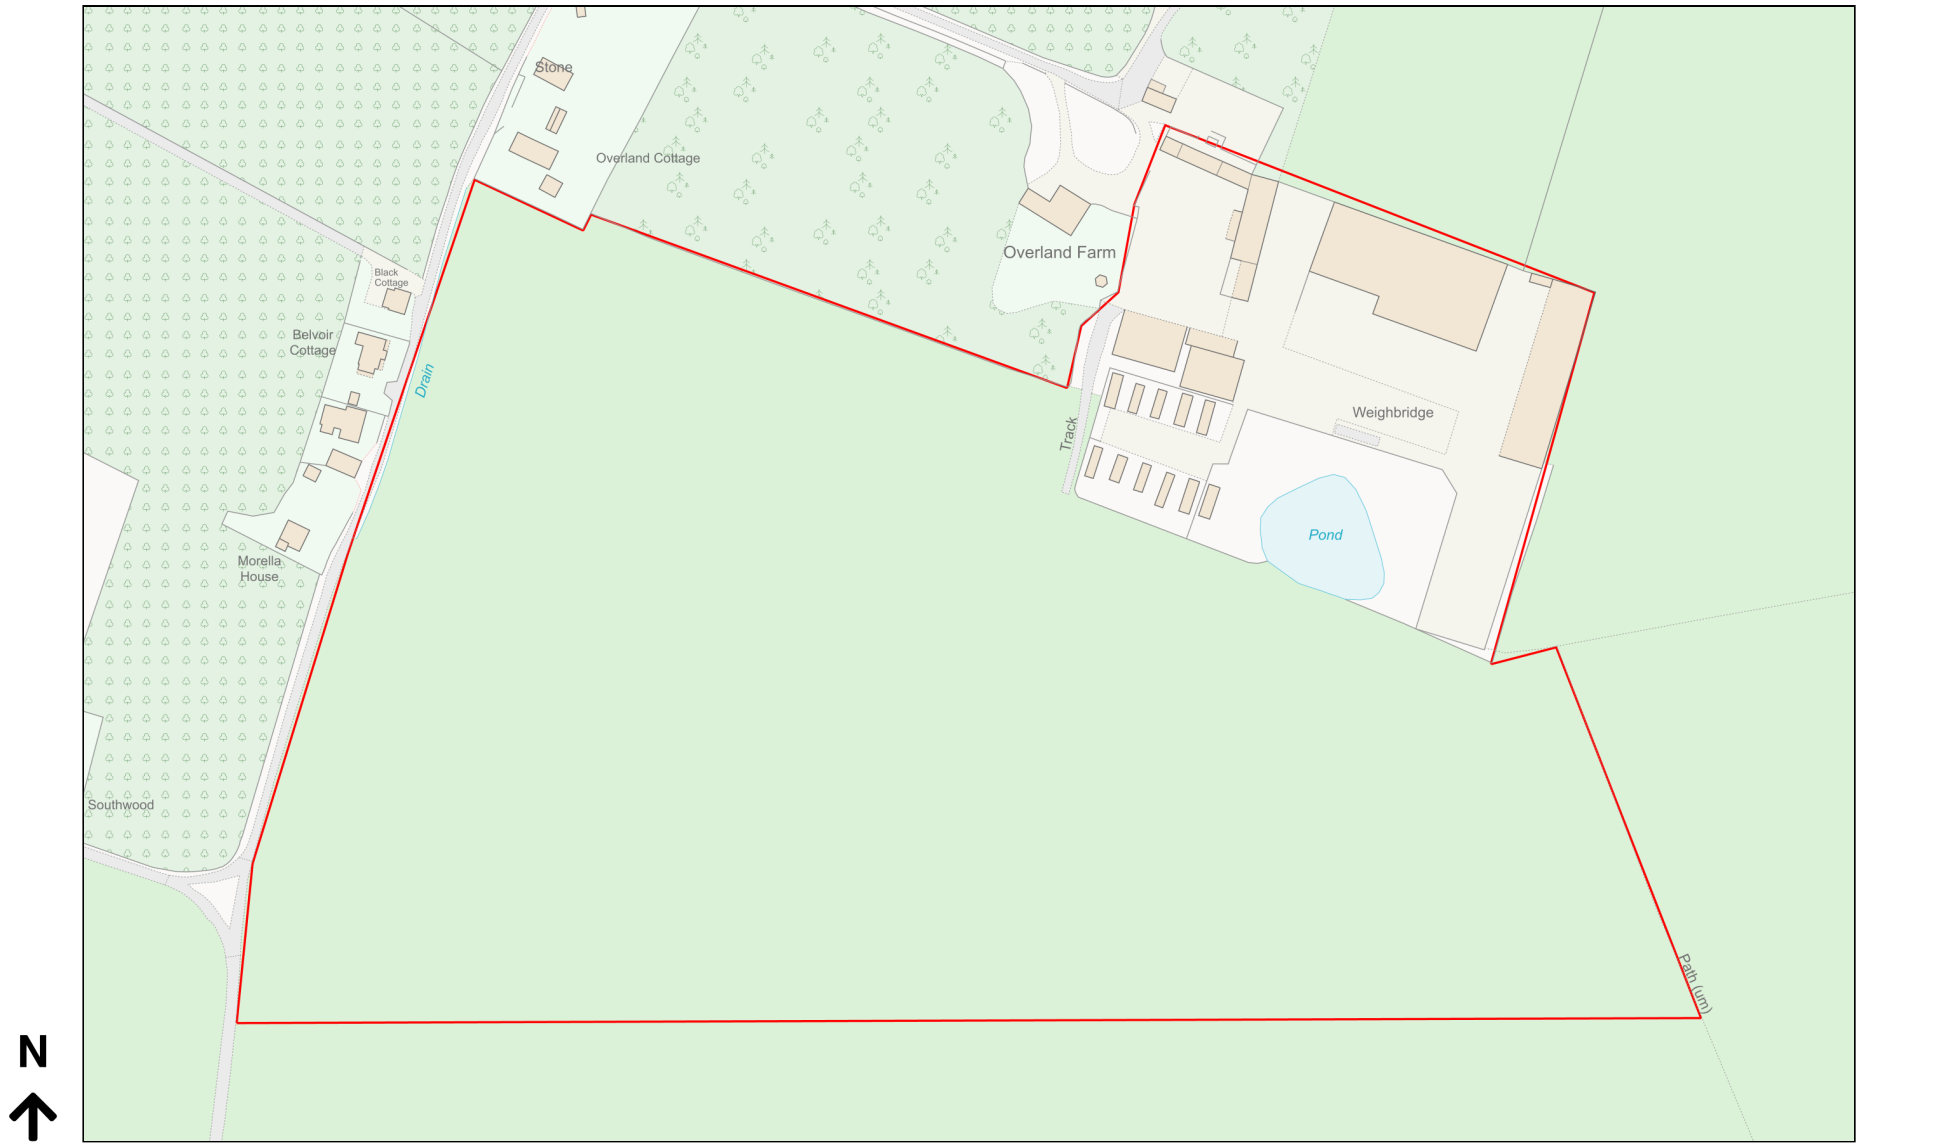 Stone
Overland Cottage
Overland Farm
Black
Cottage
Belvoir
Cottage
Drain
Weighbridge
Track
Pond
Morella
House
Southwood
Path (um)
N